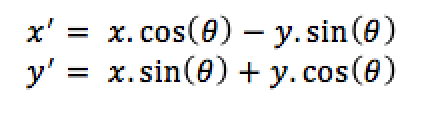 x′ = x.cos(θ) − y.sin(θ)
y′ = x.sin(θ) + y.cos(θ)